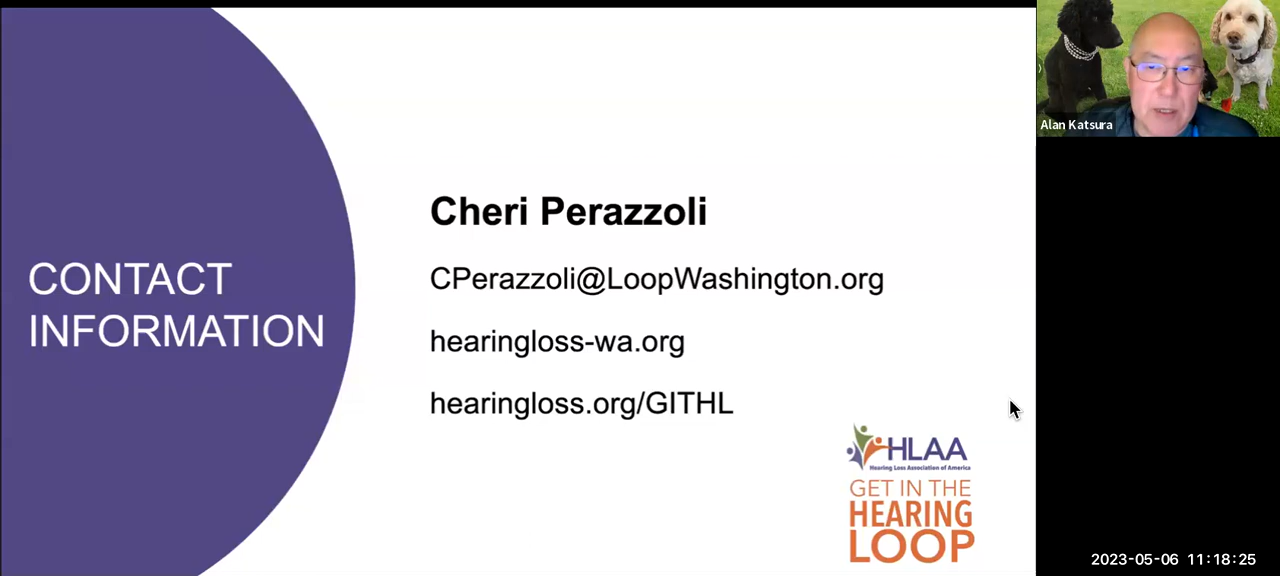 CONTACT
INFORMATION
Cheri Perazzoli
CPerazzoli@LoopWashington.org
hearingloss-wa.org
hearingloss.org/GITHL
HLAA
Hearing Loss Association of America
GET IN THE
HEARING
LOOP
Alan Katsura
2023-05-06 11:18:25